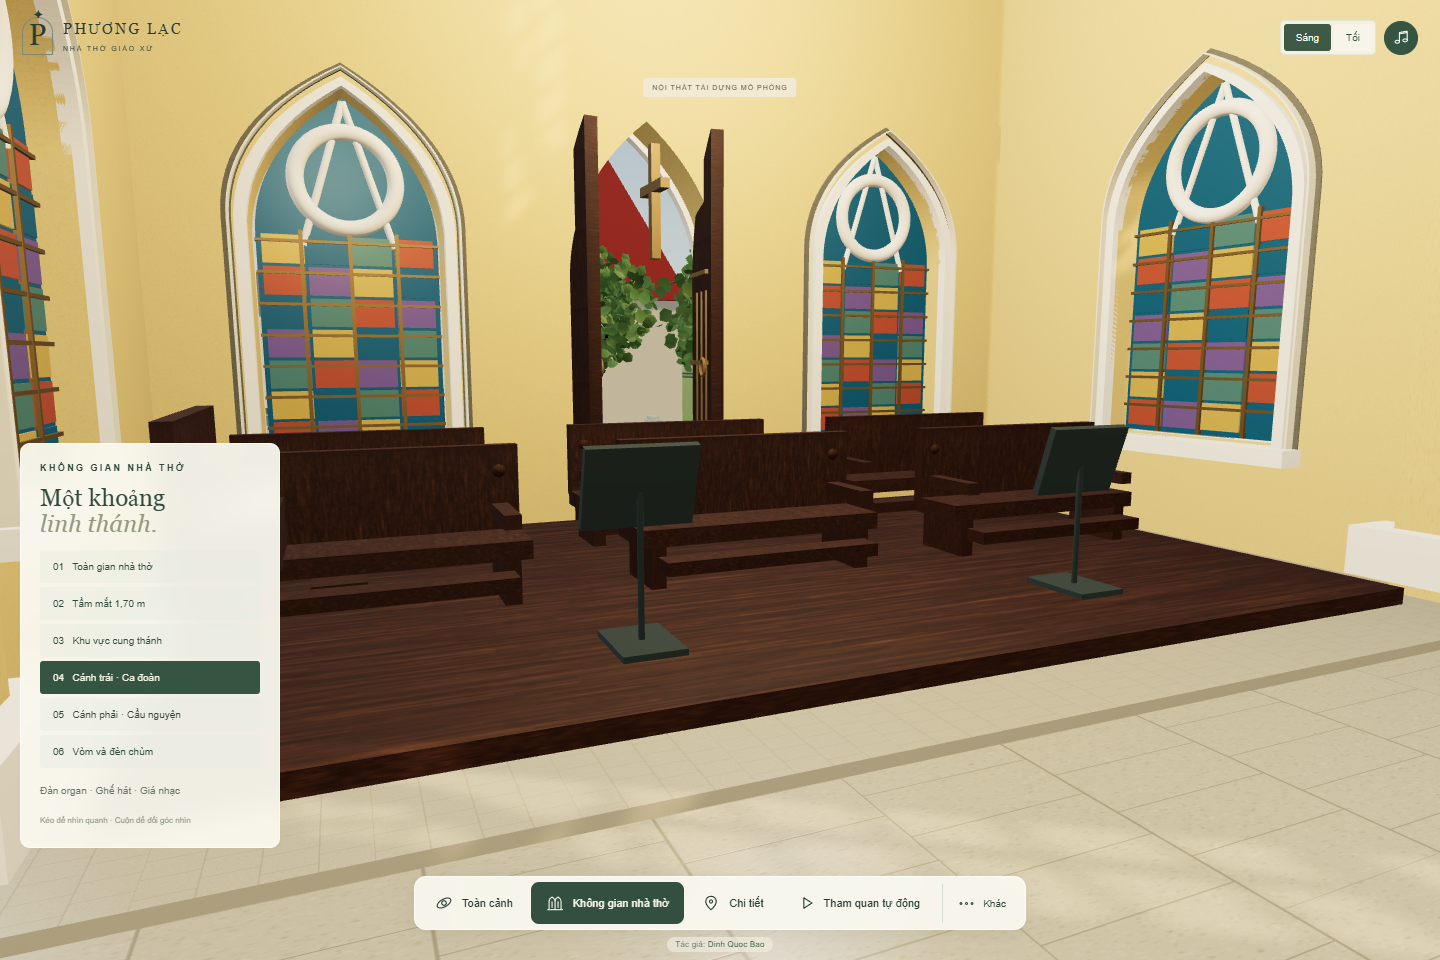 P
PHƯƠNG LẠC
NHÀ THỜ GIÁO XỨ
Sáng
Tối
NỘI THẤT TÁI DỰNG MÔ PHỎNG
KHÔNG GIAN NHÀ THỜ
Một khoảng
linh thánh.
01 Toàn gian nhà thờ
02 Tầm mắt 1,70 m
03 Khu vực cung thánh
04 Cánh trái · Ca đoàn
05 Cánh phải · Cầu nguyện
06 Vòm và đèn chùm
Đàn organ · Ghế hát · Giá nhạc
Kéo để nhìn quanh · Cuộn để đổi góc nhìn
Toàn cảnh
Không gian nhà thờ
Chi tiết
Tham quan tự động
Khác
Tác giả: Dinh Quoc Bao